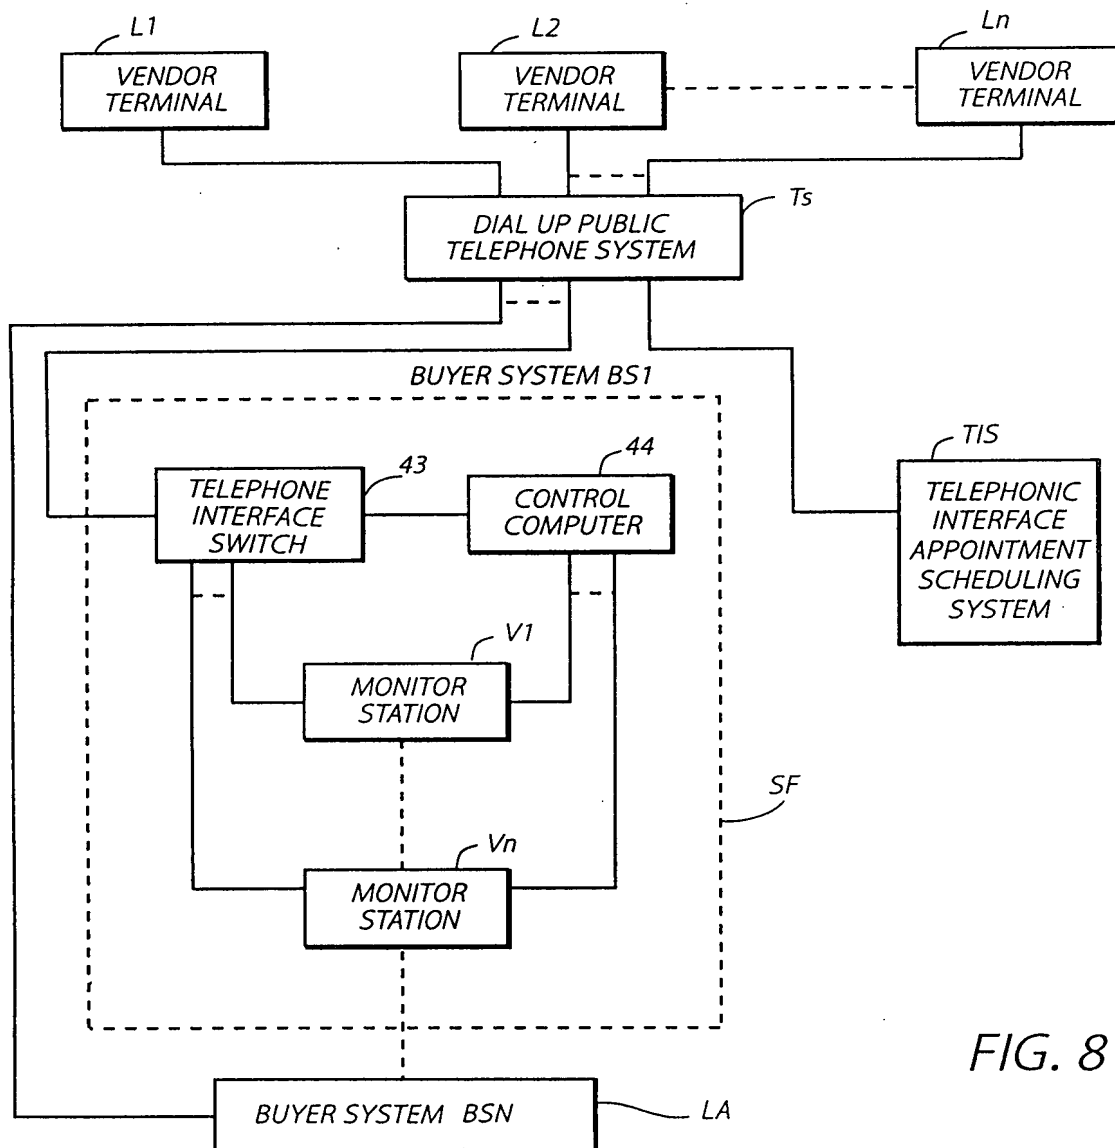 L1
L2
Ln
VENDOR
TERMINAL
VENDOR
TERMINAL
VENDOR
TERMINAL
Ts
DIAL UP PUBLIC
TELEPHONE SYSTEM
BUYER SYSTEM BS1
43
44
TIS
TELEPHONE
INTERFACE
SWITCH
CONTROL
COMPUTER
TELEPHONIC
INTERFACE
APPOINTMENT
SCHEDULING
SYSTEM
V1
MONITOR
STATION
SF
Vn
MONITOR
STATION
FIG. 8
BUYER SYSTEM BSN
LA